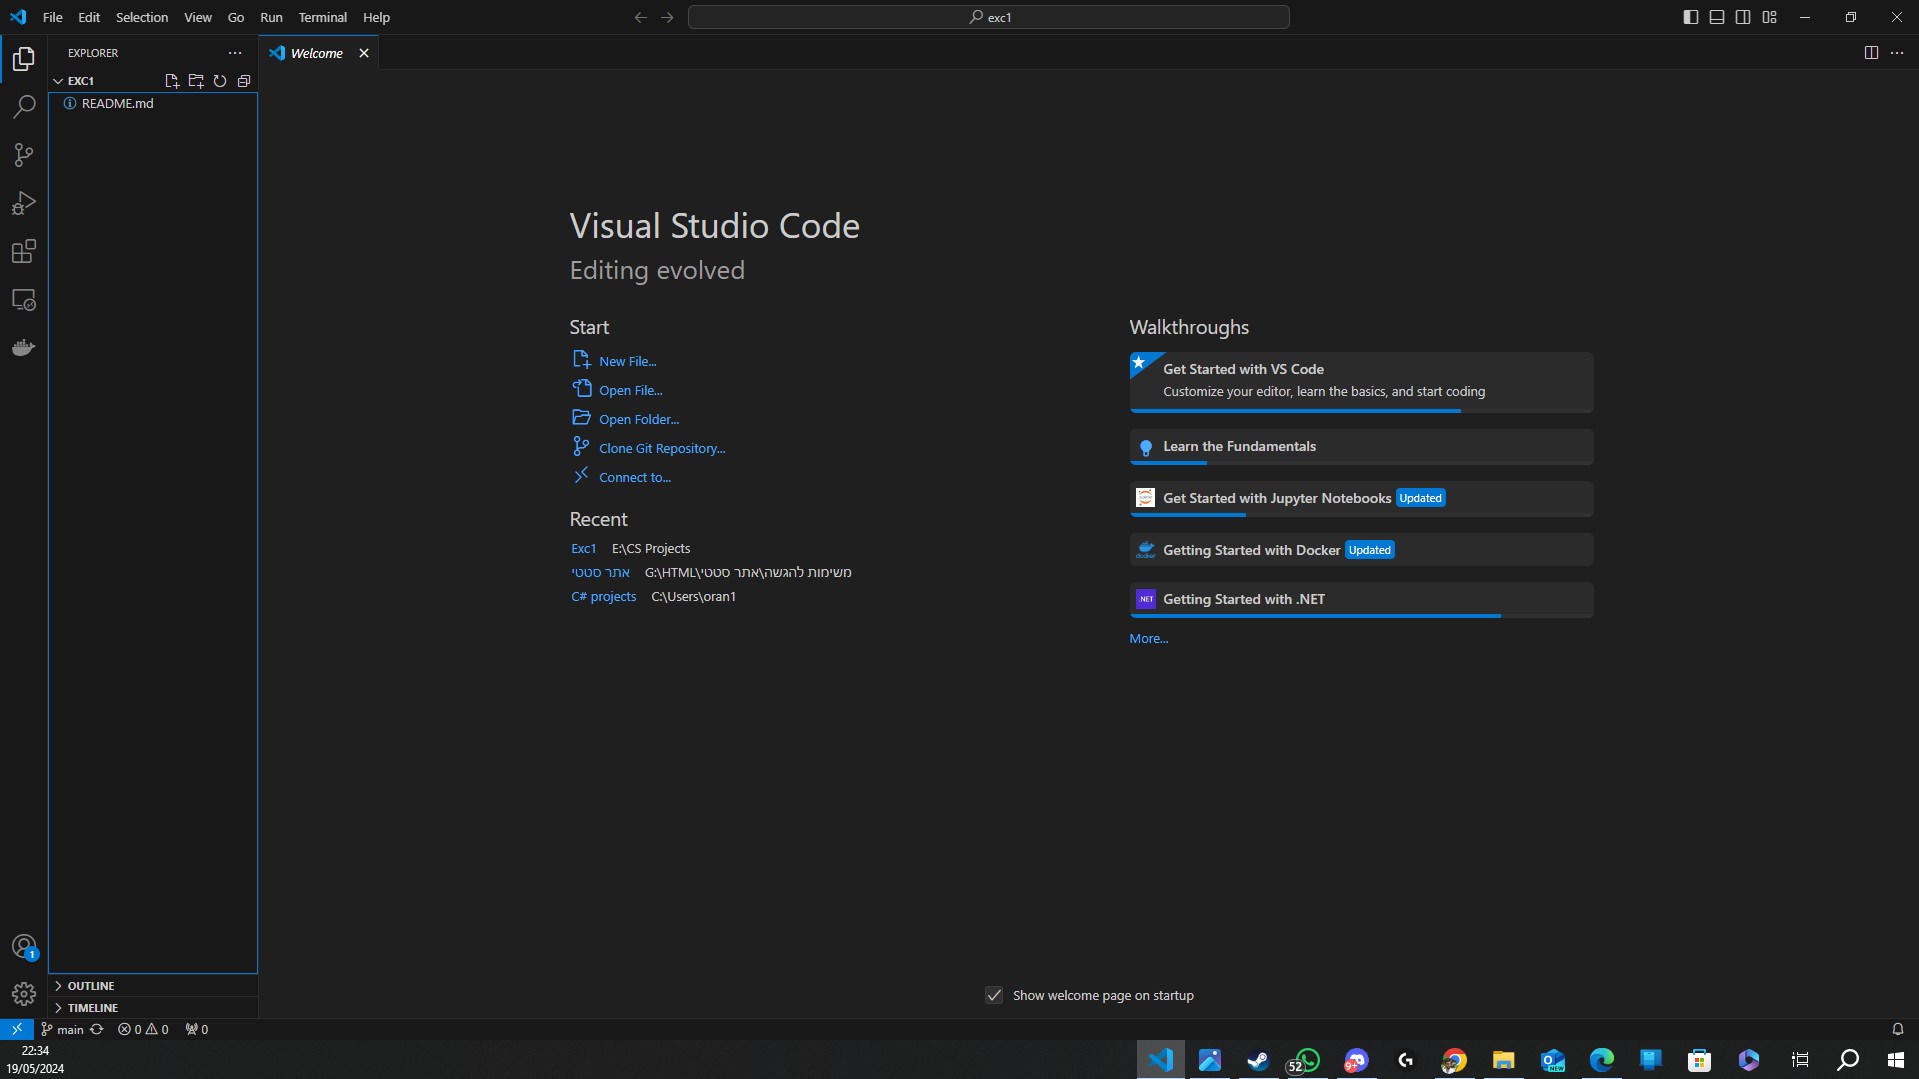 File Edit Selection View Go Run Terminal Help
exc1
EXPLORER
Welcome
EXC1
README.md
Visual Studio Code
Editing evolved
Start
New File...
Open File...
Open Folder...
Clone Git Repository...
Connect to...
Recent
Exc1 E:\CS Projects
אתר סטטי G:\HTML\משימות להגשה\אתר סטטי
C# projects C:\Users\oran1
Walkthroughs
Get Started with VS Code
Customize your editor, learn the basics, and start coding
Learn the Fundamentals
Get Started with Jupyter Notebooks Updated
Getting Started with Docker Updated
Getting Started with .NET
More...
Show welcome page on startup
1
OUTLINE
TIMELINE
main 0 0 0
22:34
19/05/2024
52
9+
NEW